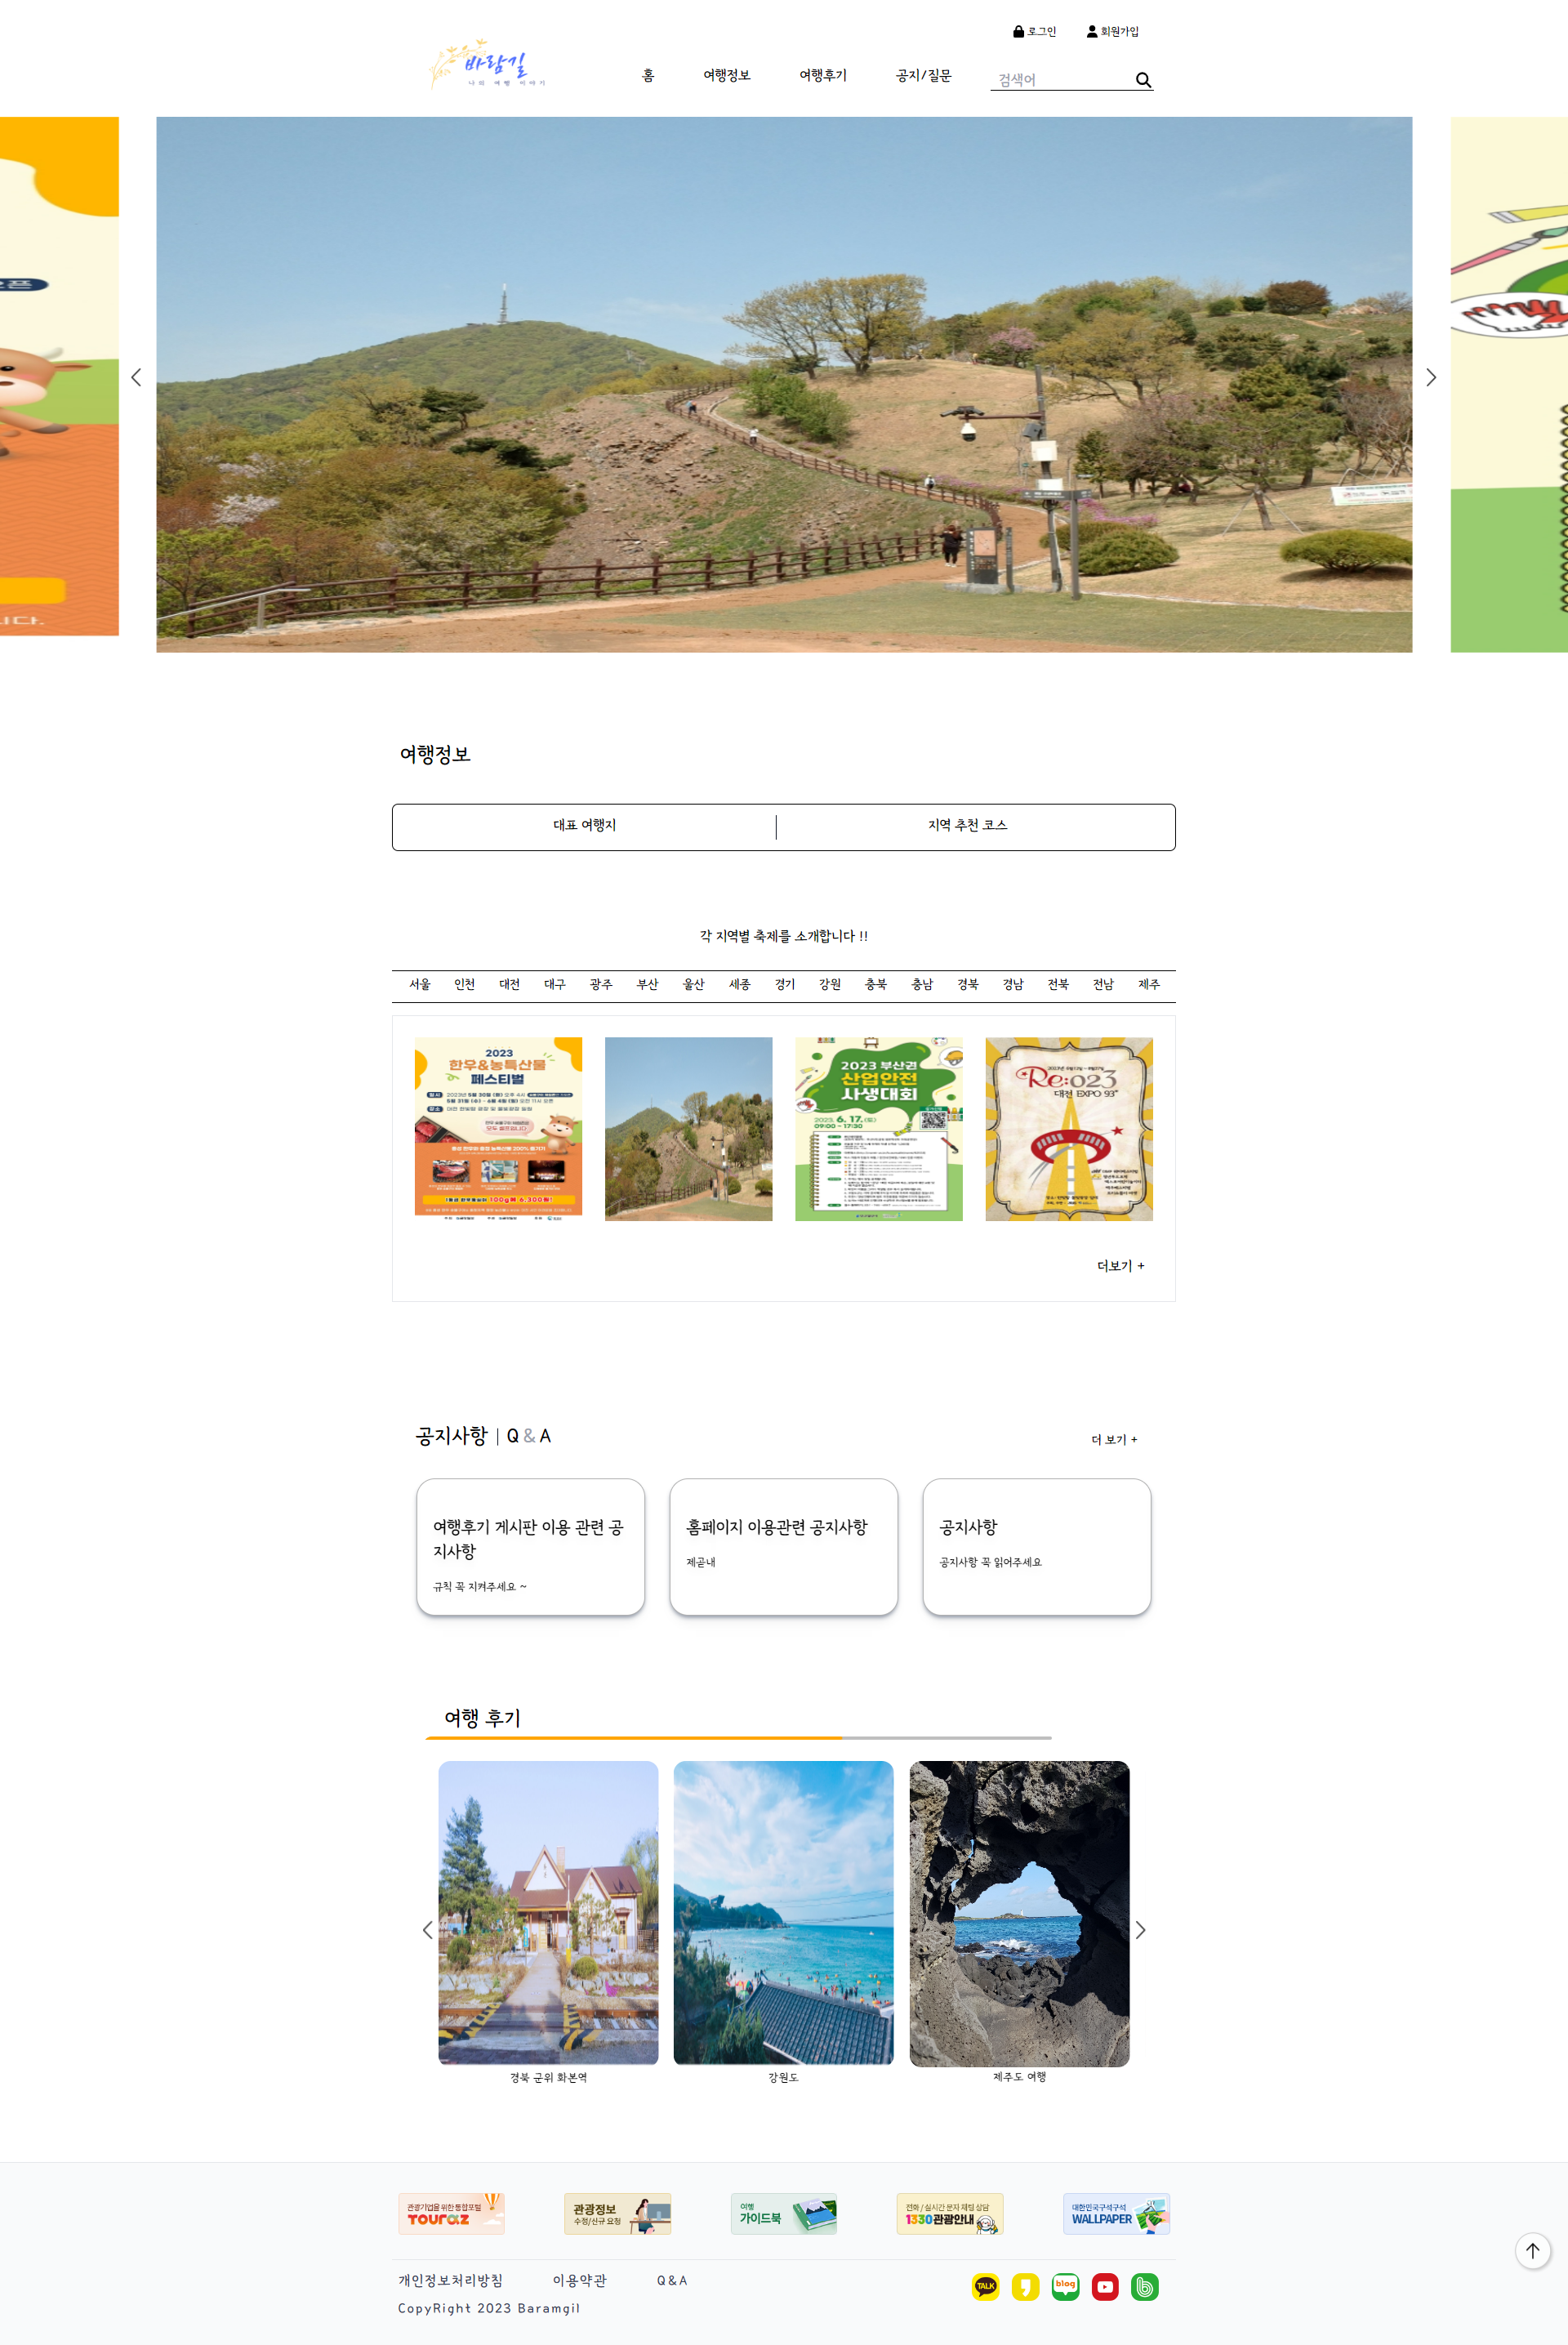 로그인 회원가입
바람길
나의 여행 이야기
홈 여행정보 여행후기 공지/질문 검색어
여행정보
대표 여행지 지역 추천 코스
각 지역별 축제를 소개합니다 !!
서울 인천 대전 대구 광주 부산 울산 세종 경기 강원 충북 충남 경북 경남 전북 전남 제주
2023
한우&농특산물
페스티벌
2023 부산권
산업안전
사생대회
2023. 6. 17.(토)
09:00 ~ 17:30
Re:023
대전 EXPO 93"
100g에 6,300원!
더보기 +
공지사항 | Q & A
더 보기 +
여행후기 게시판 이용 관련 공
지사항
규칙 꼭 지켜주세요 ~
홈페이지 이용관련 공지사항
제곧내
공지사항
공지사항 꼭 읽어주세요
여행 후기
경북 군위 화본역
강원도
제주도 여행
관광기업을 위한 통합포털
TOURAZ
관광정보
수정/신규 요청
여행
가이드북
전화 / 실시간 문자 채팅 상담
1330 관광안내
대한민국구석구석
WALLPAPER
개인정보처리방침 이용약관 Q&A
TALK
blog
CopyRight 2023 Baramgil